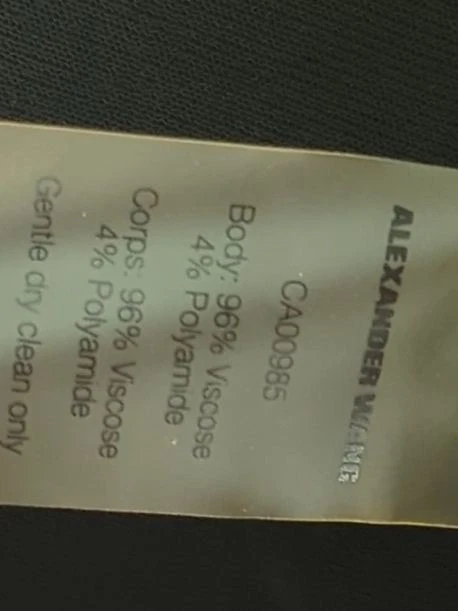 ALEXANDER WANG
CA00985
Body: 96% Viscose
4% Polyamide
Corps: 96% Viscose
4% Polyamide
Gentle dry clean only